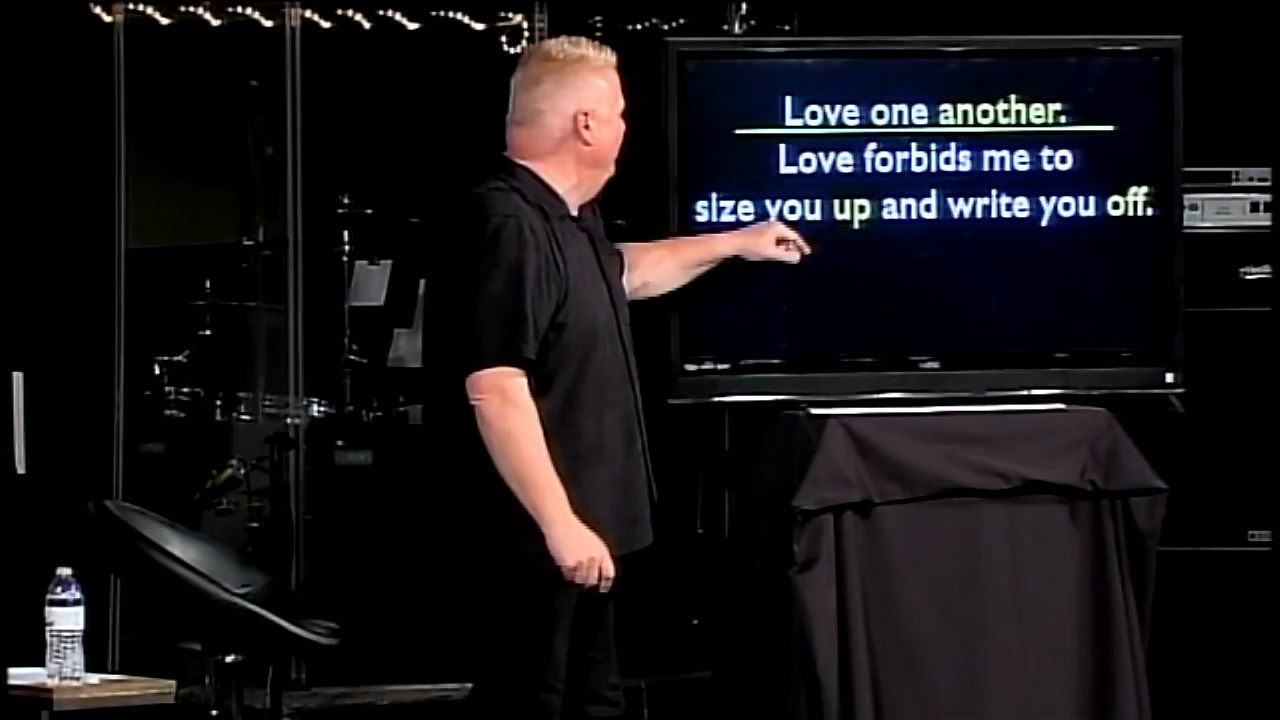 Love one another.
Love forbids me to
size you up and write you off.